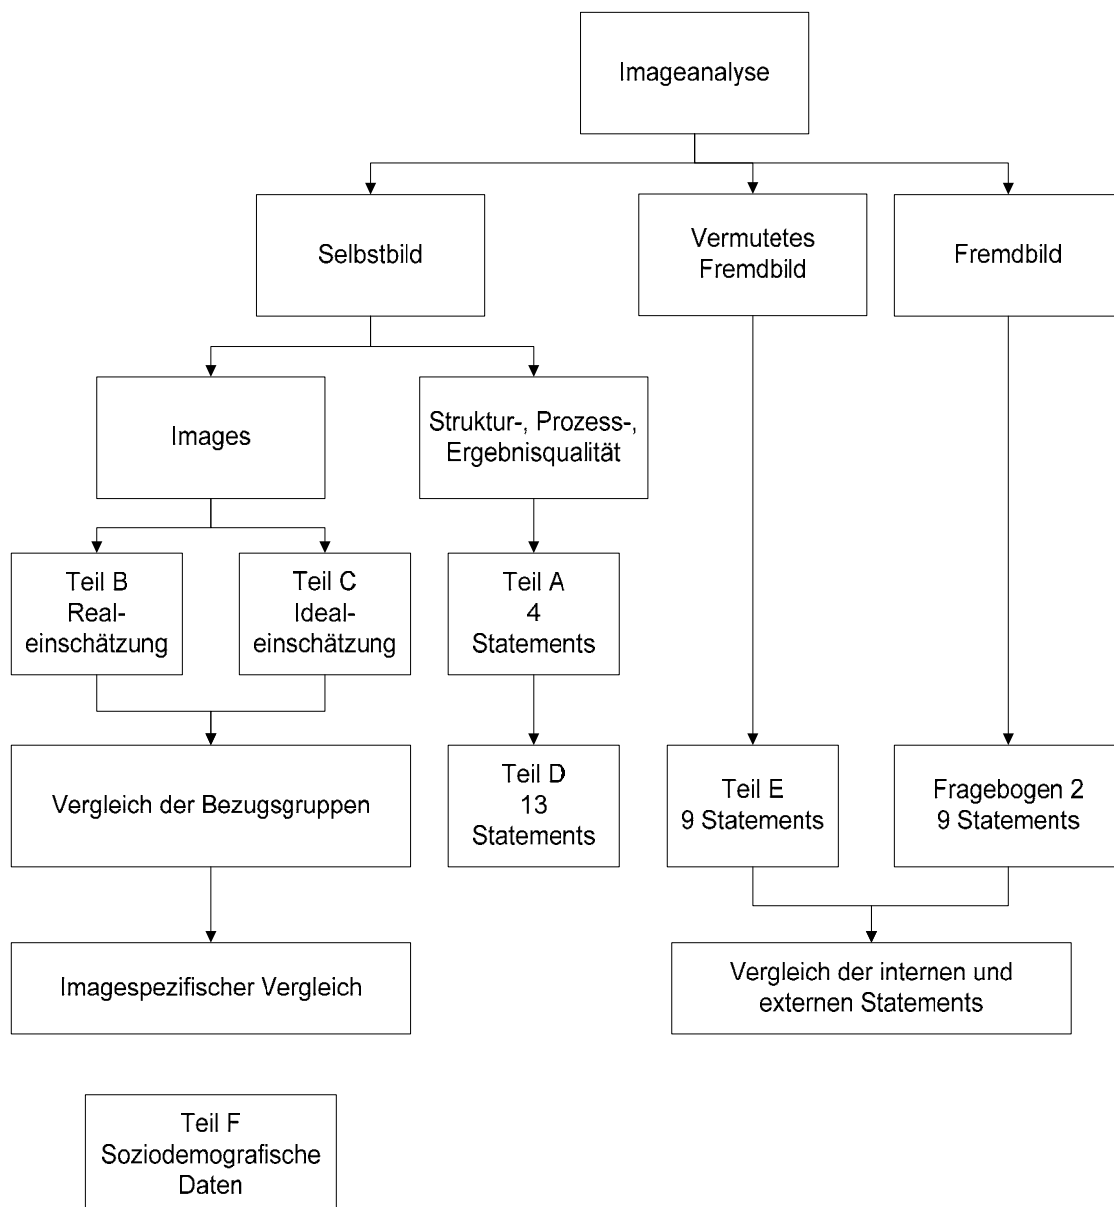 Imageanalyse
Selbstbild
Vermutetes
Fremdbild
Fremdbild
Images
Struktur-, Prozess-,
Ergebnisqualität
Teil B
Real-
einschätzung
Teil C
Ideal-
einschätzung
Teil A
4
Statements
Vergleich der Bezugsgruppen
Teil D
13
Statements
Teil E
9 Statements
Fragebogen 2
9 Statements
Imagespezifischer Vergleich
Vergleich der internen und
externen Statements
Teil F
Soziodemografische
Daten